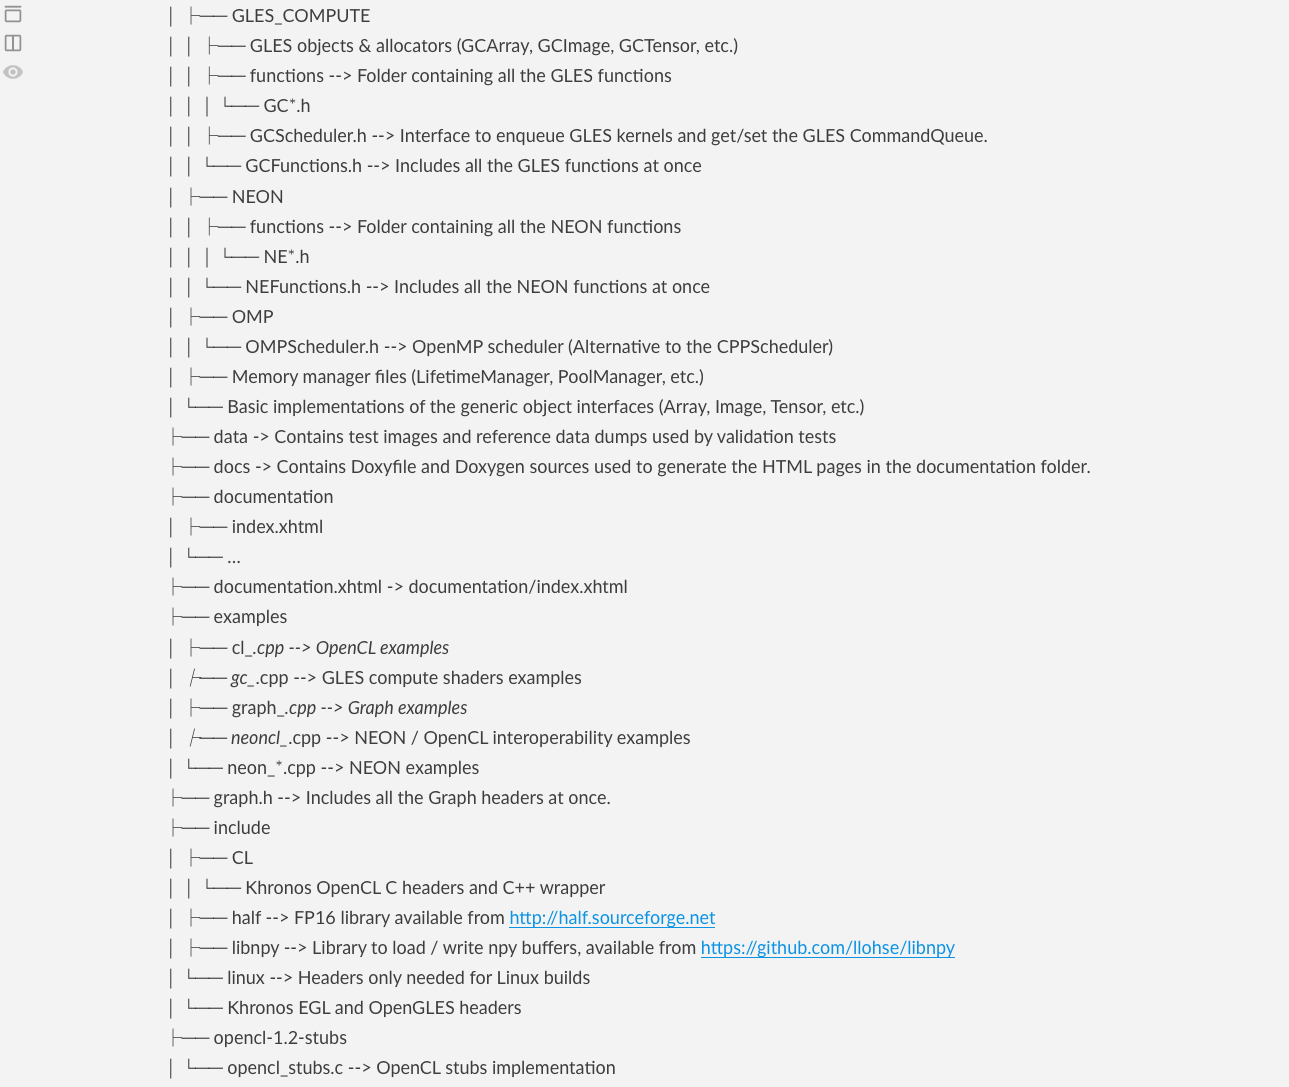 │ ├── GLES_COMPUTE
│ │ ├── GLES objects & allocators (GCArray, GCImage, GCTensor, etc.)
│ │ ├── functions --> Folder containing all the GLES functions
│ │ │ └── GC*.h
│ │ ├── GCScheduler.h --> Interface to enqueue GLES kernels and get/set the GLES CommandQueue.
│ │ └── GCFunctions.h --> Includes all the GLES functions at once
│ ├── NEON
│ │ ├── functions --> Folder containing all the NEON functions
│ │ │ └── NE*.h
│ │ └── NEFunctions.h --> Includes all the NEON functions at once
│ ├── OMP
│ │ └── OMPScheduler.h --> OpenMP scheduler (Alternative to the CPPScheduler)
│ ├── Memory manager files (LifetimeManager, PoolManager, etc.)
│ └── Basic implementations of the generic object interfaces (Array, Image, Tensor, etc.)
├── data -> Contains test images and reference data dumps used by validation tests
├── docs -> Contains Doxyfile and Doxygen sources used to generate the HTML pages in the documentation folder.
├── documentation
│ ├── index.xhtml
│ └── ...
├── documentation.xhtml -> documentation/index.xhtml
├── examples
│ ├── cl_.cpp --> OpenCL examples
│ ├── gc_.cpp --> GLES compute shaders examples
│ ├── graph_.cpp --> Graph examples
│ ├── neoncl_.cpp --> NEON / OpenCL interoperability examples
│ └── neon_*.cpp --> NEON examples
├── graph.h --> Includes all the Graph headers at once.
├── include
│ ├── CL
│ │ └── Khronos OpenCL C headers and C++ wrapper
│ ├── half --> FP16 library available from http://half.sourceforge.net
│ ├── libnpy --> Library to load / write npy buffers, available from https://github.com/llohse/libnpy
│ └── linux --> Headers only needed for Linux builds
│ └── Khronos EGL and OpenGLES headers
├── opencl-1.2-stubs
│ └── opencl_stubs.c --> OpenCL stubs implementation